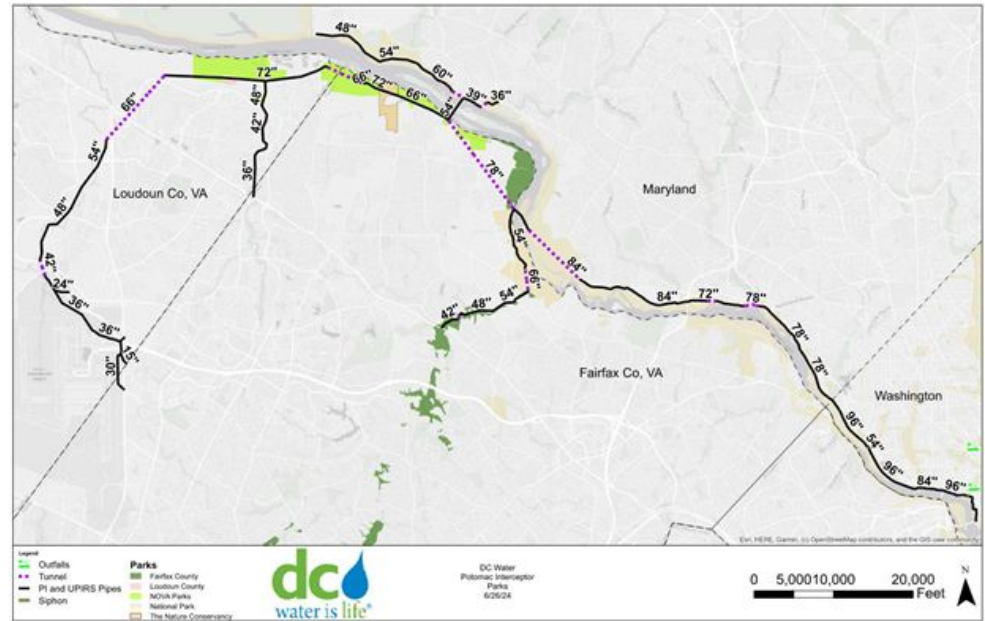 48"
54"
60"
39"
36"
54"
72"
66"
72"
66"
66"
48"
42"
36"
54"
48"
42"
24"
36"
36"
15"
30"
Loudoun Co, VA
Maryland
78"
54"
66"
54"
48"
42"
84"
84"
72"
78"
78"
78"
Fairfax Co, VA
Washington
96"
54"
96"
84"
96"
Esri, HERE, Garmin, (c) OpenStreetMap contributors, and the GIS user community
Legend
Outfalls
Tunnel
PI and UPIRS Pipes
Siphon
Parks
Fairfax County
Loudoun County
NOVA Parks
National Park
The Nature Conservancy
dc
water is life®
DC Water
Potomac Interceptor
Parks
6/26/24
0 5,000 10,000 20,000
Feet
N